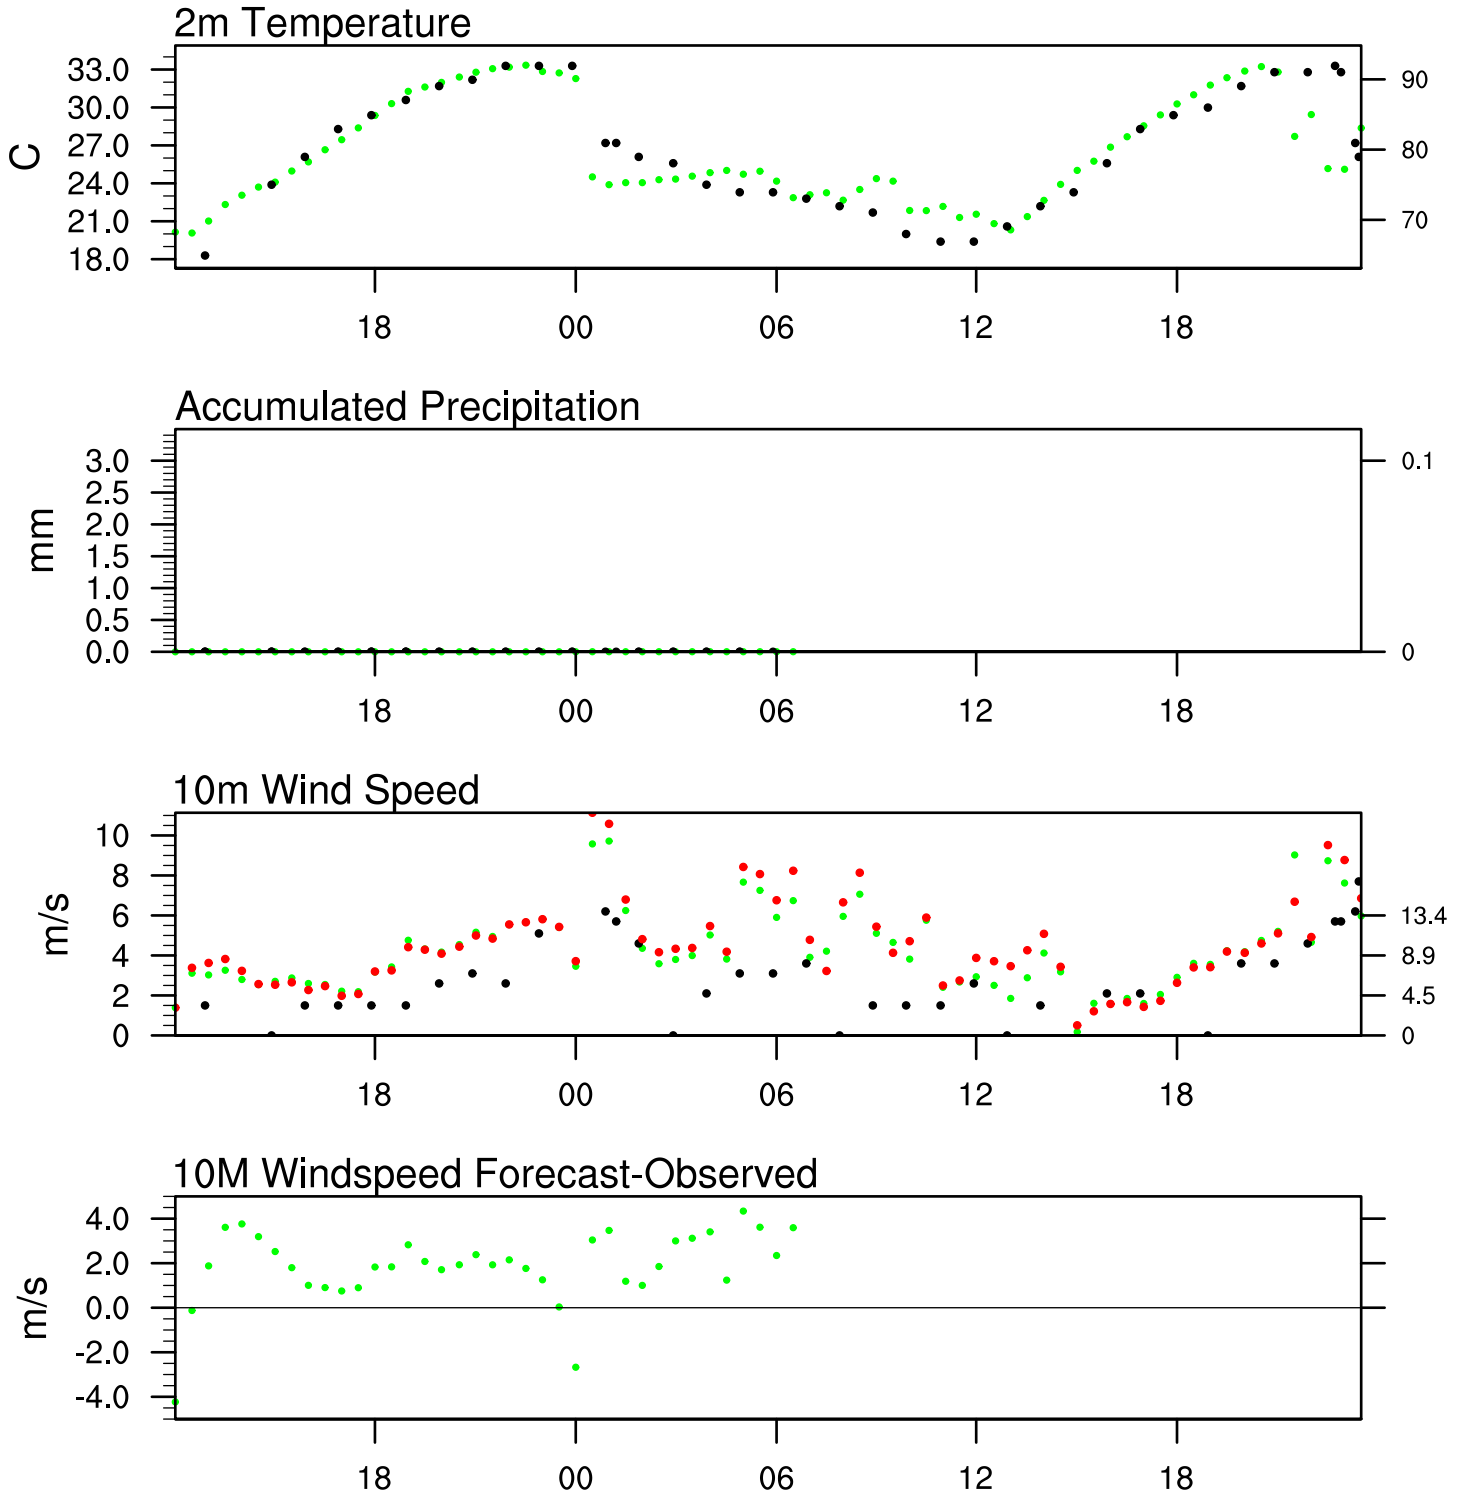 2m Temperature
33.0
30.0
27.0
24.0
21.0
18.0
C
90
80
70
18 00 06 12 18
Accumulated Precipitation
3.0
2.5
2.0
1.5
1.0
0.5
0.0
mm
0.1
0
18 00 06 12 18
10m Wind Speed
10
8
6
4
2
0
m/s
13.4
8.9
4.5
0
18 00 06 12 18
10M Windspeed Forecast-Observed
4.0
2.0
0.0
-2.0
-4.0
m/s
18 00 06 12 18